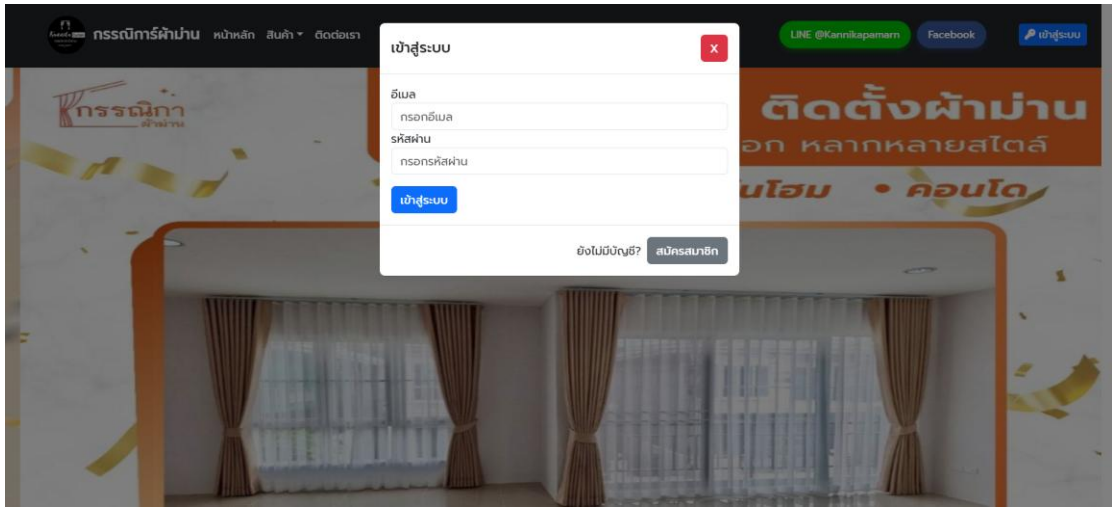 กรรณิการ์ผ้าม่าน หน้าหลัก สินค้า ติดต่อเรา
LINE @Kannikapamarn Facebook เข้าสู่ระบบ
เข้าสู่ระบบ X
อีเมล
กรอกอีเมล
รหัสผ่าน
กรอกรหัสผ่าน
เข้าสู่ระบบ
ยังไม่มีบัญชี? สมัครสมาชิก
กรรณิกา
ผ้าม่าน
ติดตั้งผ้าม่าน
หลากหลายสไตล์
• คอนโด